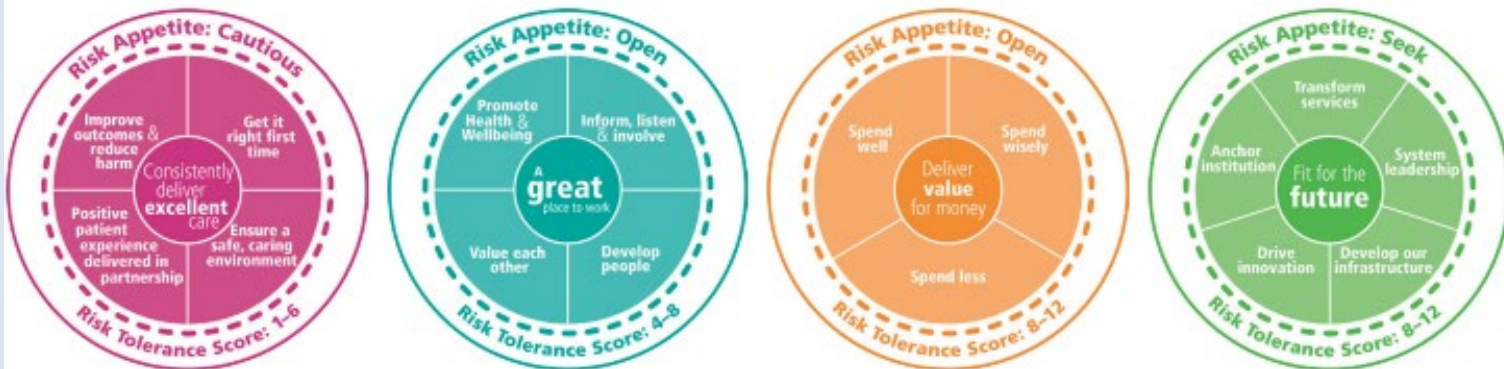 Risk Appetite: Cautious
Improve
outcomes &
reduce
harm
Get it
right first
time
Consistently
deliver
excellent
care
Positive
patient
experience
delivered in
partnership
Ensure a
safe, caring
environment
Risk Tolerance Score: 1–6
Risk Appetite: Open
Promote
Health &
Wellbeing
Inform, listen
& involve
A
great
place to work
Value each
other
Develop
people
Risk Tolerance Score: 4–8
Risk Appetite: Open
Spend
well
Spend
wisely
Deliver
value
for money
Spend less
Risk Tolerance Score: 8–12
Risk Appetite: Seek
Transform
services
Anchor
institution
System
leadership
Fit for the
future
Drive
innovation
Develop our
infrastructure
Risk Tolerance Score: 8–12